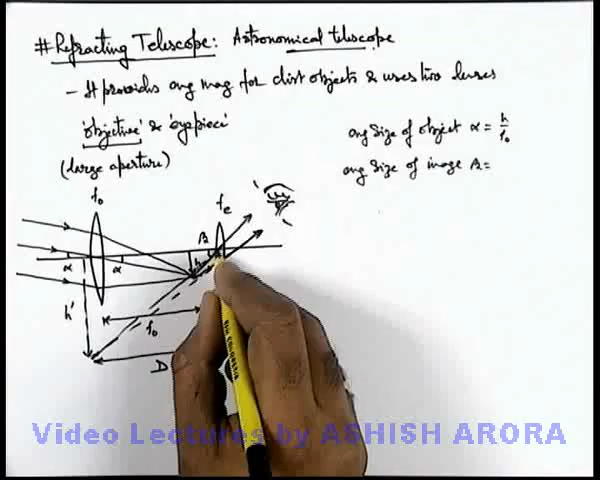 # Refracting Telescope: Astronomical telescope
- It provides ang mag for dist objects & uses two lenses
'objective' & 'eyepiece'
(large aperture)
ang size of object α = h/f₀
ang size of image β =
f₀
fe
β
α
α
h
h'
f₀
D
Video Lectures by ASHISH ARORA